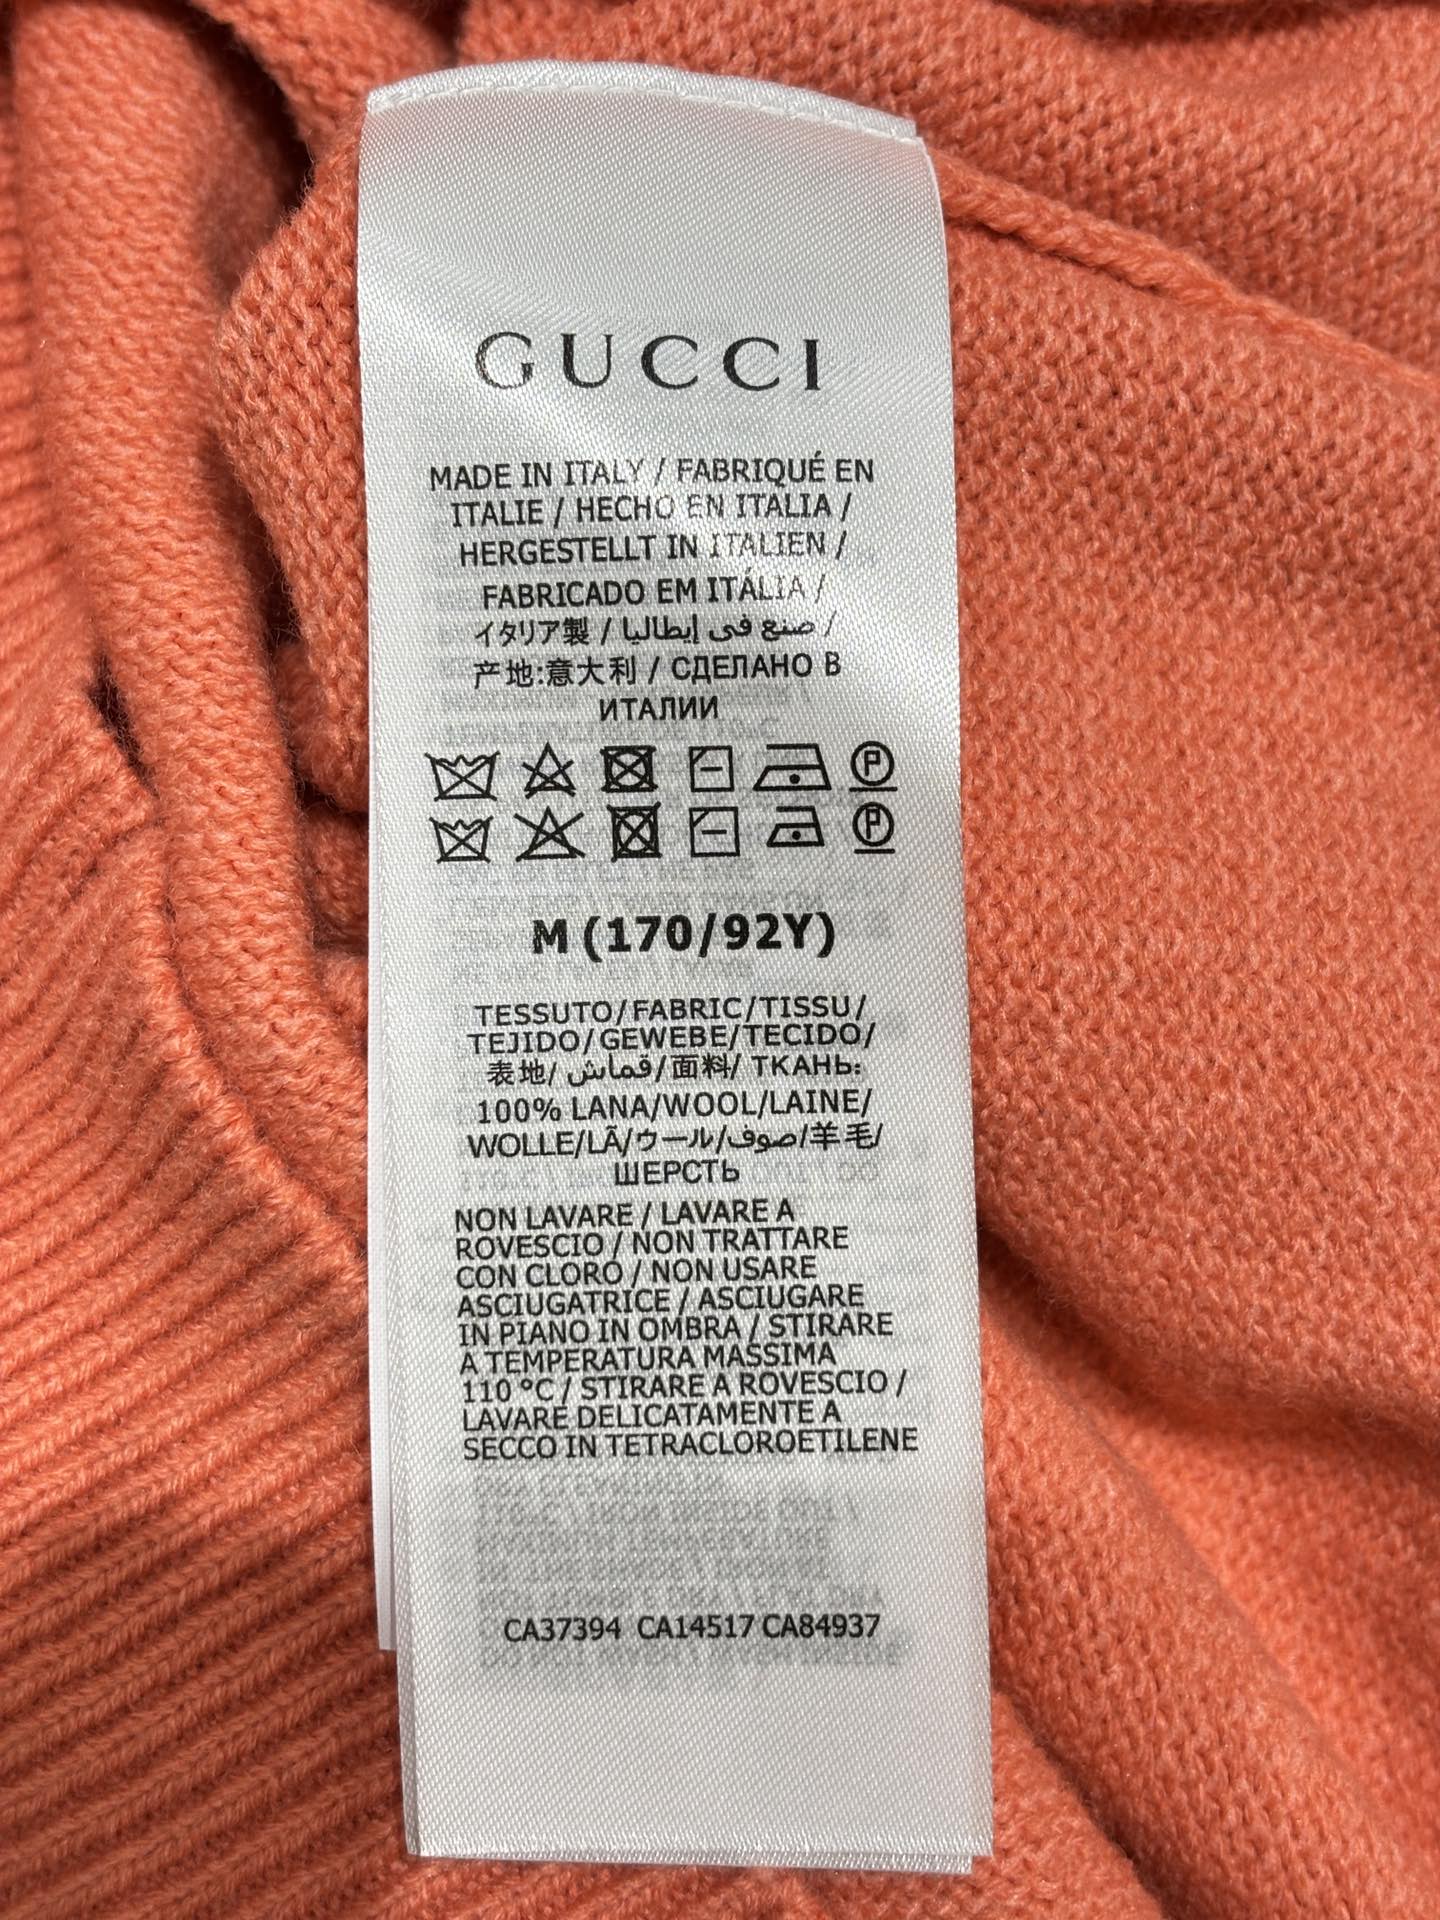 GUCCI
MADE IN ITALY / FABRIQUÉ EN
ITALIE / HECHO EN ITALIA /
HERGESTELLT IN ITALIEN /
FABRICADO EM ITÁLIA /
イタリア製 / صنع في إيطاليا /
产地:意大利 / СДЕЛАНО В
ИТАЛИИ
P
P
M (170/92Y)
TESSUTO/FABRIC/TISSU/
TEJIDO/GEWEBE/TECIDO/
表地/ قماش/面料/ ТКАНЬ:
100% LANA/WOOL/LAINE/
WOLLE/LÃ/ウール/صوف/羊毛/
ШЕРСТЬ
NON LAVARE / LAVARE A
ROVESCIO / NON TRATTARE
CON CLORO / NON USARE
ASCIUGATRICE / ASCIUGARE
IN PIANO IN OMBRA / STIRARE
A TEMPERATURA MASSIMA
110 °C / STIRARE A ROVESCIO /
LAVARE DELICATAMENTE A
SECCO IN TETRACLOROETILENE
CA37394 CA14517 CA84937